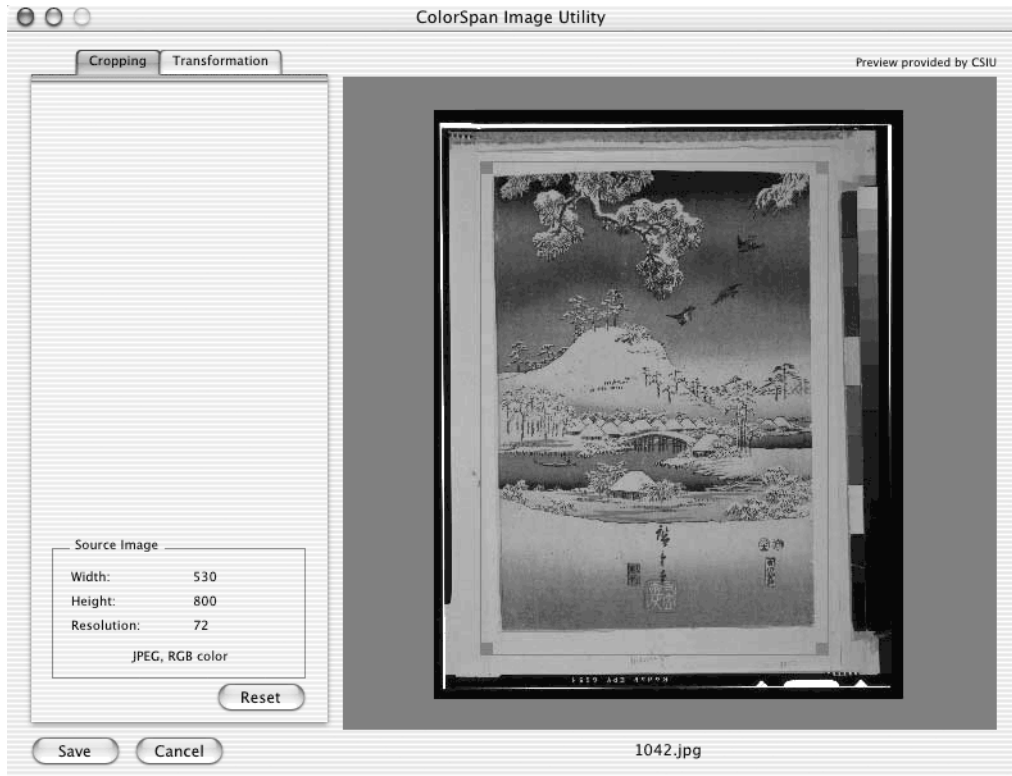 ColorSpan Image Utility
Cropping Transformation
Preview provided by CSIU
Source Image
Width: 530
Height: 800
Resolution: 72
JPEG, RGB color
Reset
Save Cancel
1042.jpg